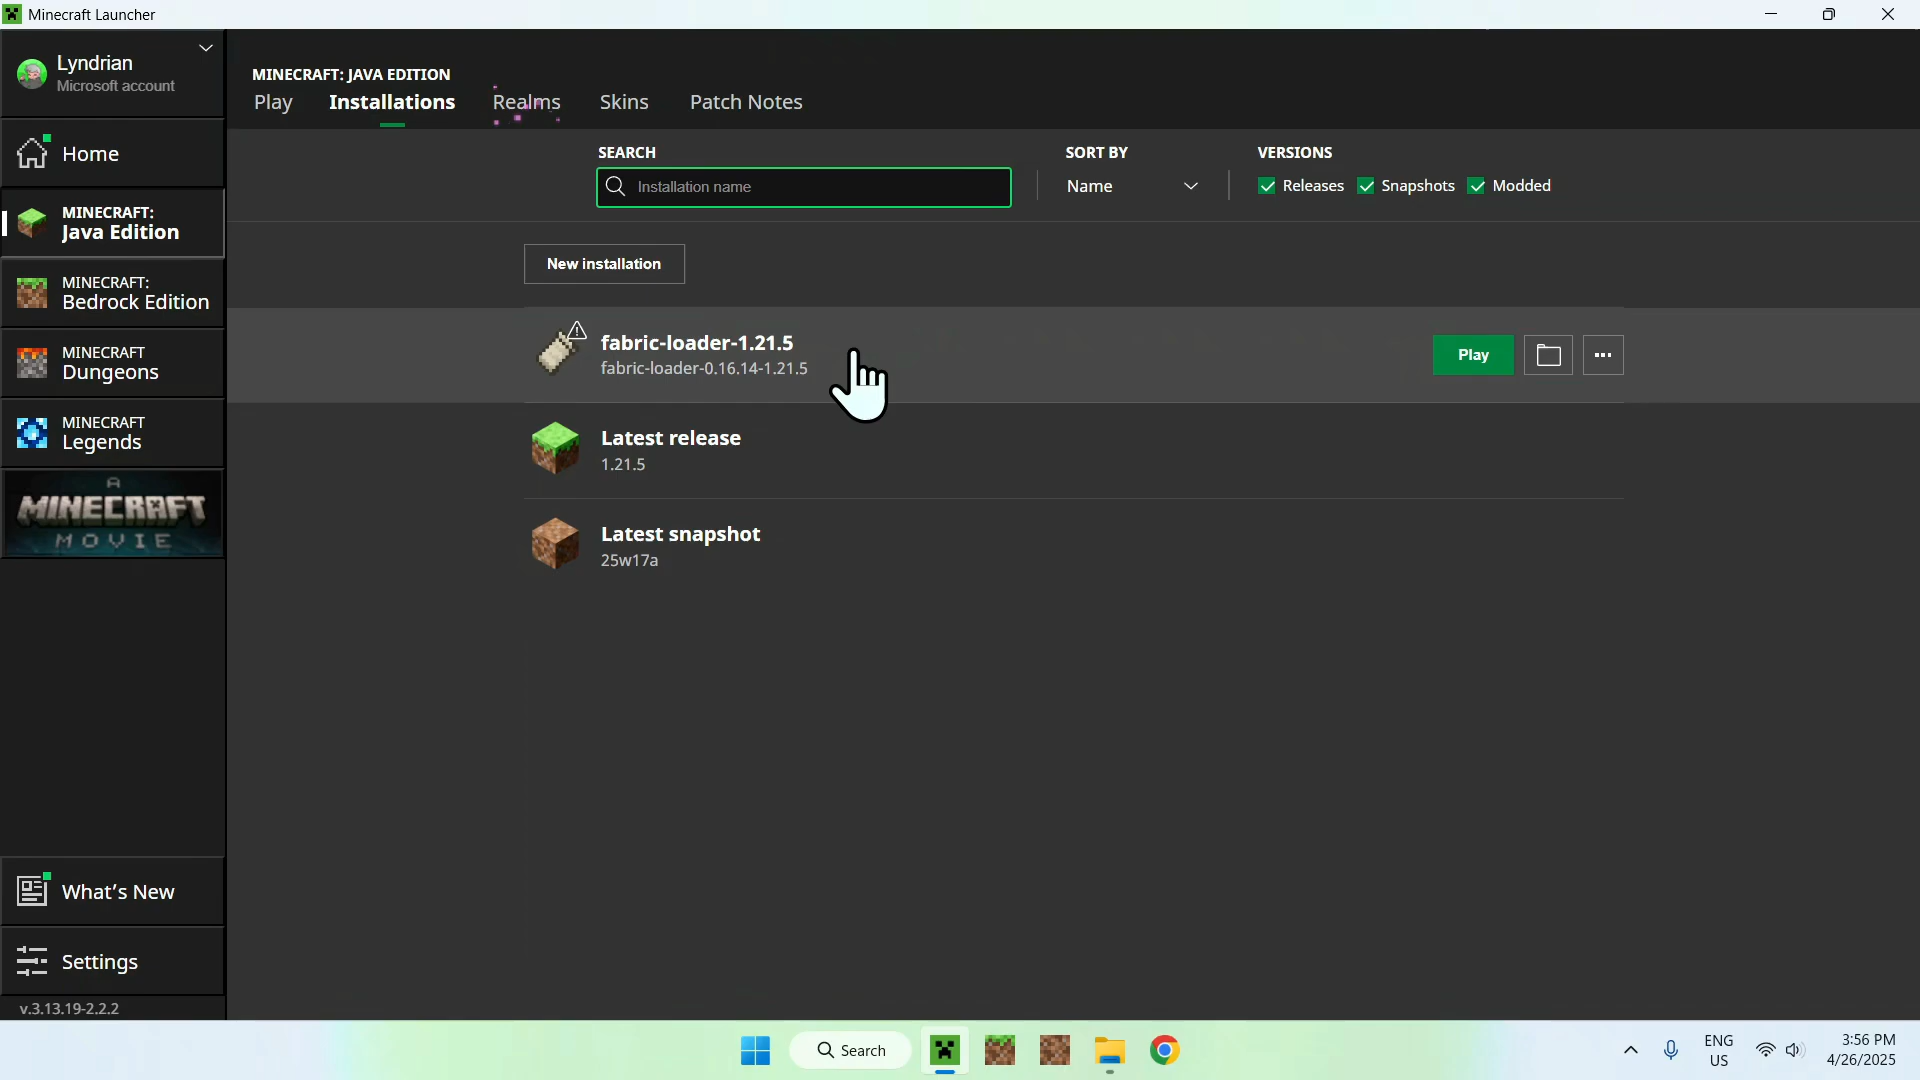 Minecraft Launcher
Lyndrian
Microsoft account
Home
MINECRAFT:
Java Edition
MINECRAFT:
Bedrock Edition
MINECRAFT
Dungeons
MINECRAFT
Legends
A
MINECRAFT
MOVIE
What's New
Settings
v.3.13.19-2.2.2
MINECRAFT: JAVA EDITION
Play Installations Realms Skins Patch Notes
SEARCH SORT BY VERSIONS
Installation name Name Releases Snapshots Modded
New installation
fabric-loader-1.21.5
fabric-loader-0.16.14-1.21.5
Play
Latest release
1.21.5
Latest snapshot
25w17a
Search
ENG
US
3:56 PM
4/26/2025